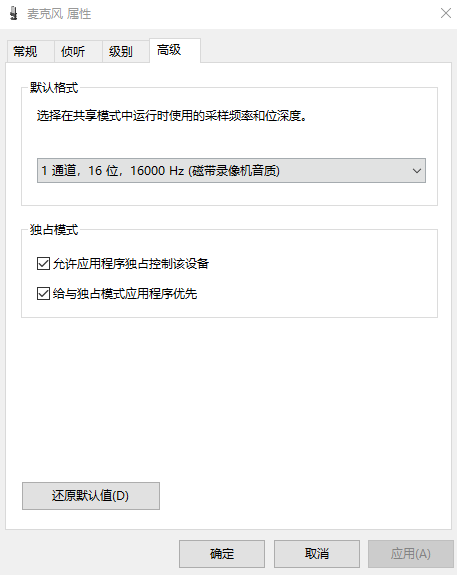 麦克风 属性
常规
侦听
级别
高级
默认格式
选择在共享模式中运行时使用的采样频率和位深度。
1 通道，16 位，16000 Hz (磁带录像机音质)
独占模式
允许应用程序独占控制该设备
给与独占模式应用程序优先
还原默认值(D)
确定
取消
应用(A)